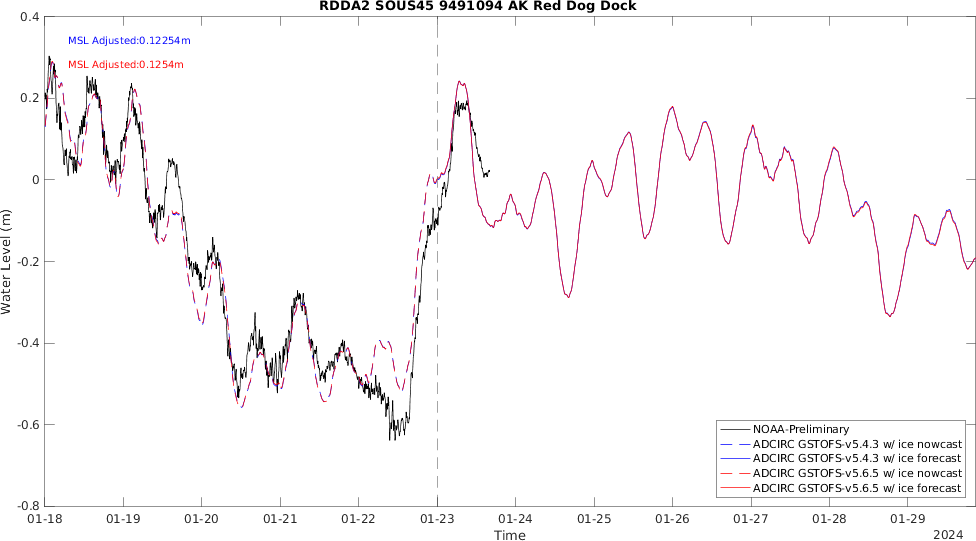 RDDA2 SOUS45 9491094 AK Red Dog Dock
0.4
MSL Adjusted:0.12254m
MSL Adjusted:0.1254m
0.2
0
-0.2
Water Level (m)
-0.4
-0.6
-0.8
NOAA-Preliminary
ADCIRC GSTOFS-v5.4.3 w/ ice nowcast
ADCIRC GSTOFS-v5.4.3 w/ ice forecast
ADCIRC GSTOFS-v5.6.5 w/ ice nowcast
ADCIRC GSTOFS-v5.6.5 w/ ice forecast
01-18 01-19 01-20 01-21 01-22 01-23 01-24 01-25 01-26 01-27 01-28 01-29
Time
2024